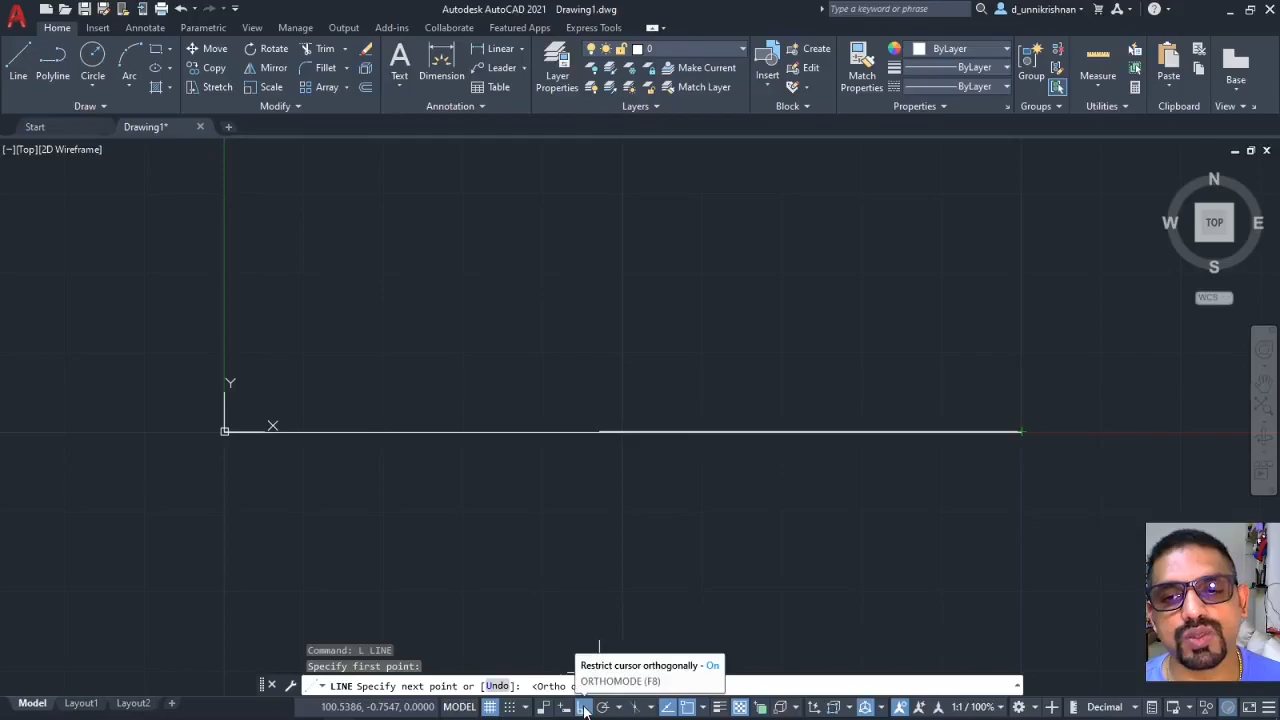 Autodesk AutoCAD 2021 Drawing1.dwg
Type a keyword or phrase
d_unnikrishnan
Home Insert Annotate Parametric View Manage Output Add-ins Collaborate Express Tools Featured Apps
Line
Polyline
Circle
Arc
Move
Rotate
Trim
Copy
Mirror
Fillet
Stretch
Scale
Array
Text
Dimension
Linear
Leader
Table
Layer
Properties
0
Make Current
Match Layer
Insert
Create
Edit
Match
Properties
ByLayer
ByLayer
ByLayer
Group
Measure
Paste
Base
Draw
Modify
Annotation
Layers
Block
Properties
Groups
Utilities
Clipboard
View
Start
Drawing1*
[−][Top][2D Wireframe]
N
W
TOP
E
S
WCS
Y
X
Command: L LINE
Specify first point:
Restrict cursor orthogonally - On
ORTHOMODE (F8)
LINE Specify next point or [Undo]: <Ortho
Model
Layout1
Layout2
100.5386, -0.7547, 0.0000
MODEL
1:1 / 100%
Decimal